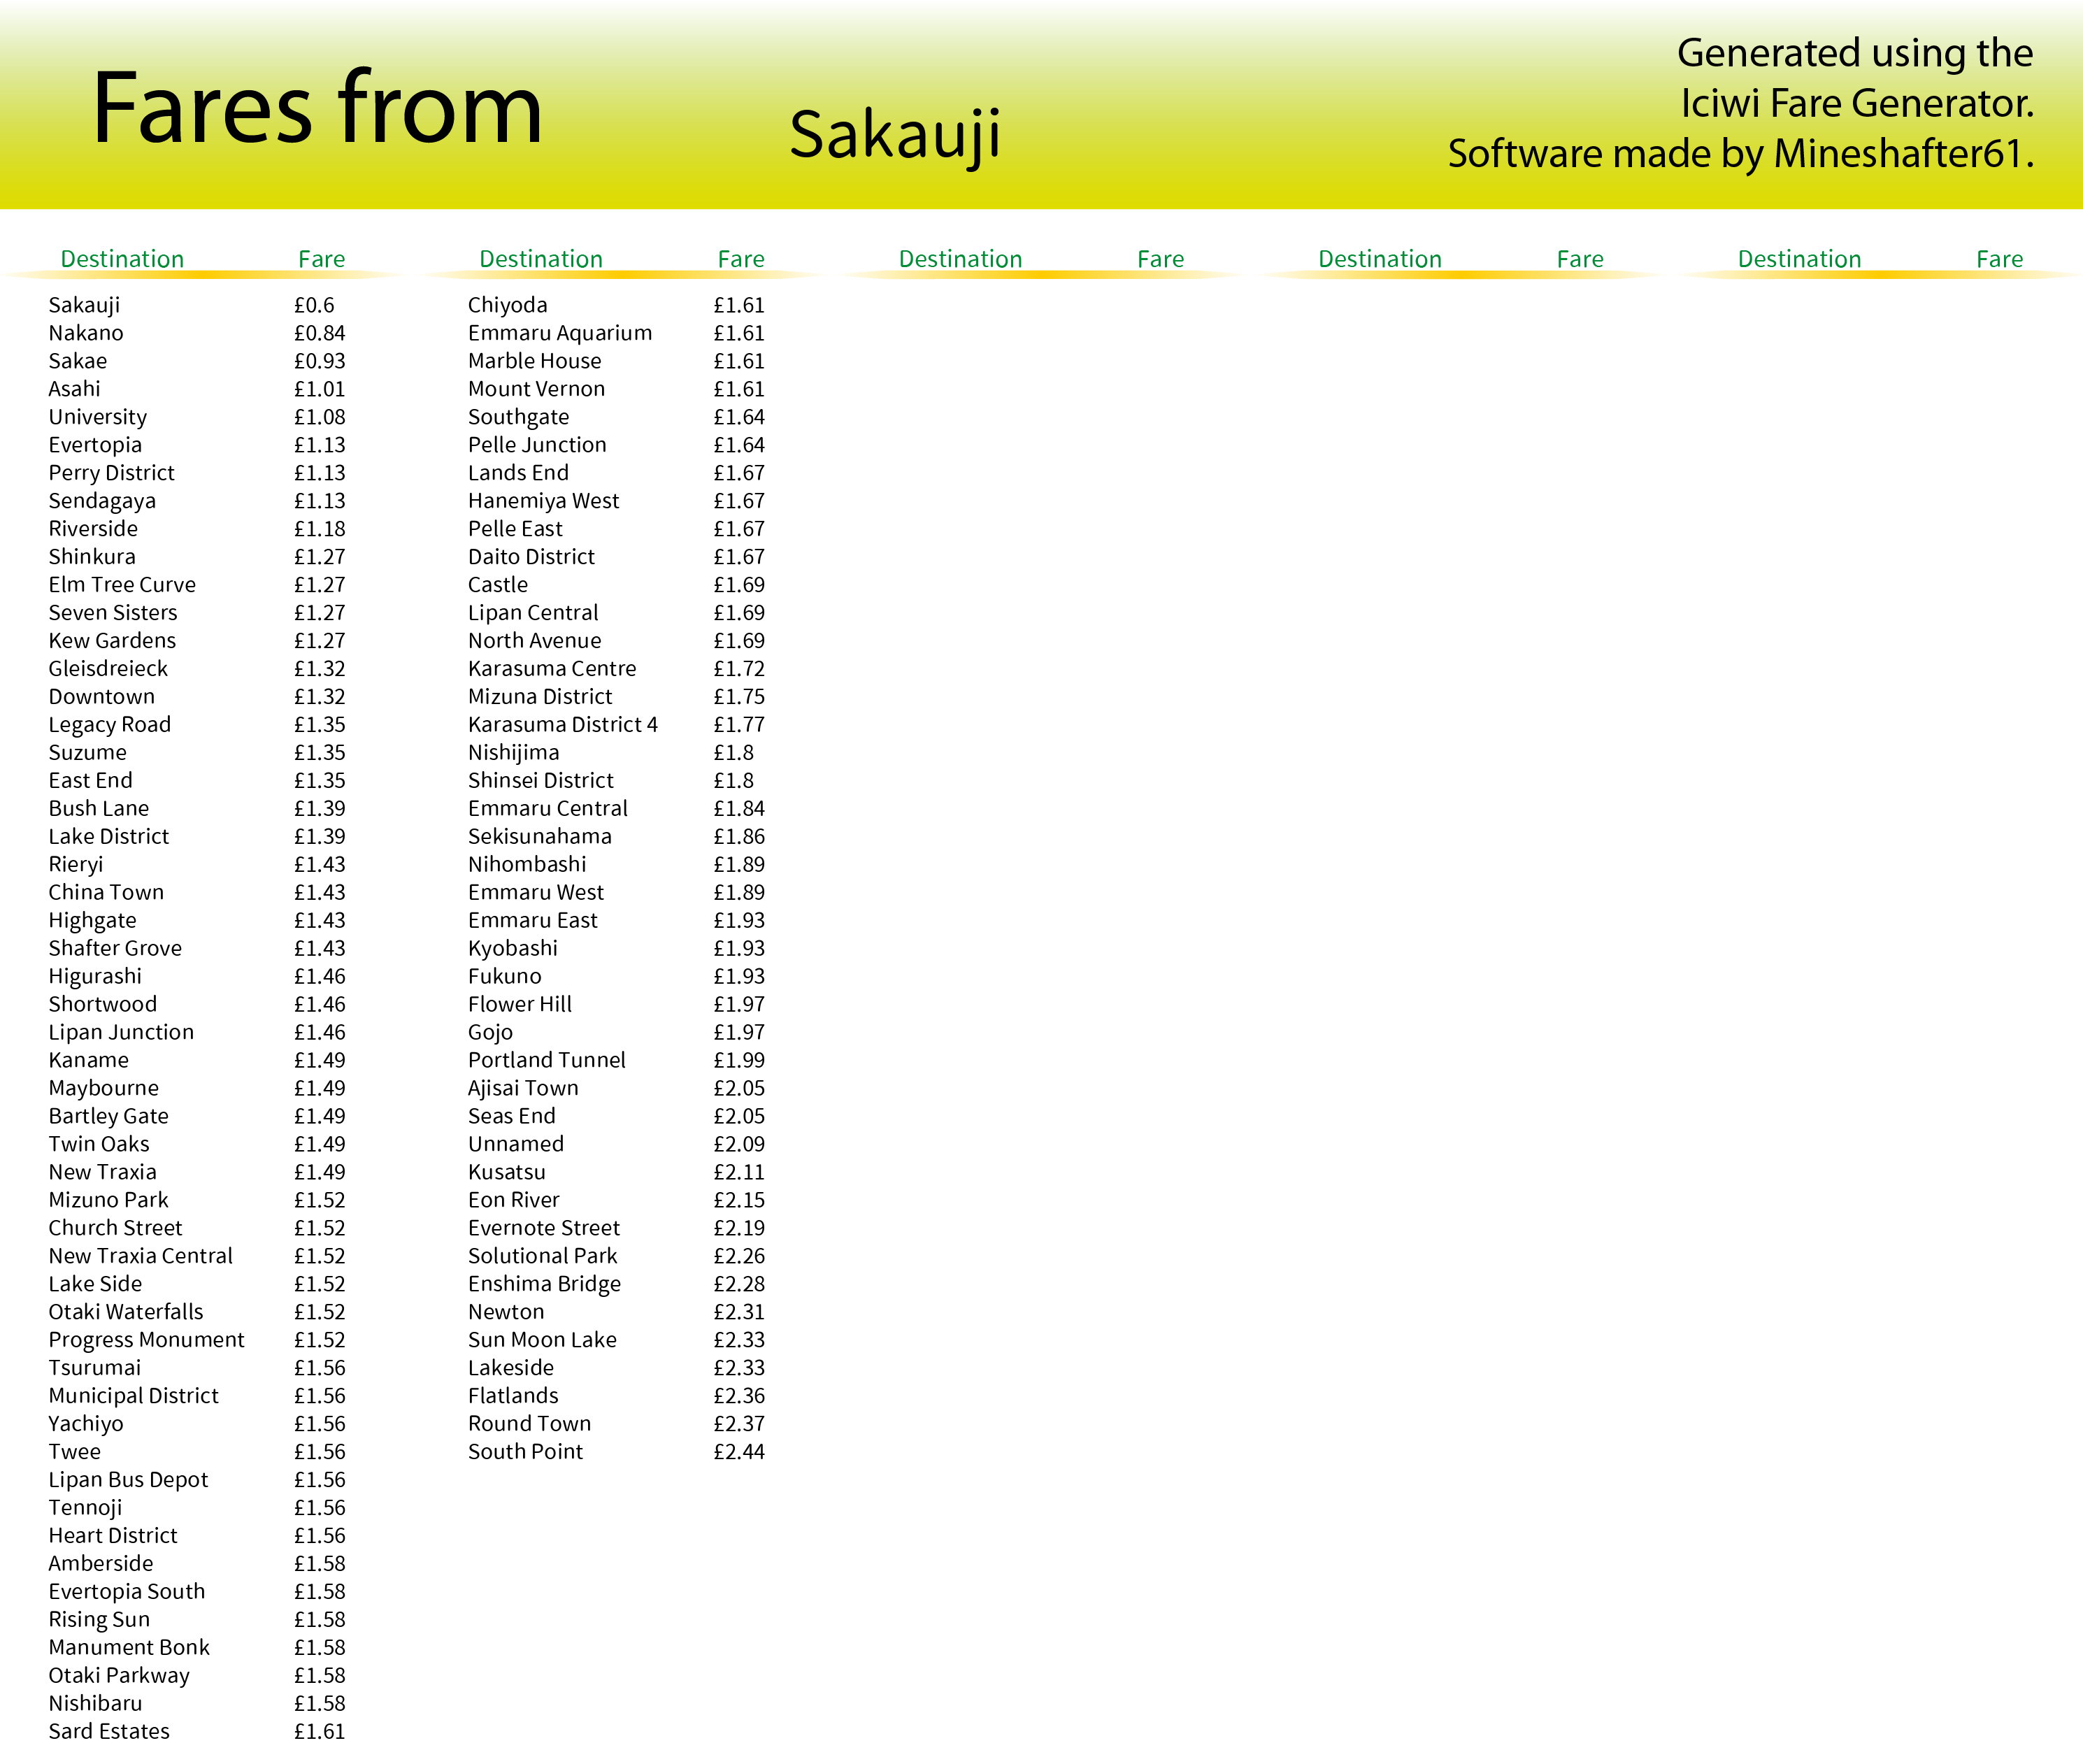 Fares from
Sakauji
Generated using the
Iciwi Fare Generator.
Software made by Mineshafter61.
Destination Fare Destination Fare Destination Fare Destination Fare Destination Fare
Sakauji £0.6
Nakano £0.84
Sakae £0.93
Asahi £1.01
University £1.08
Evertopia £1.13
Perry District £1.13
Sendagaya £1.13
Riverside £1.18
Shinkura £1.27
Elm Tree Curve £1.27
Seven Sisters £1.27
Kew Gardens £1.27
Gleisdreieck £1.32
Downtown £1.32
Legacy Road £1.35
Suzume £1.35
East End £1.35
Bush Lane £1.39
Lake District £1.39
Rieryi £1.43
China Town £1.43
Highgate £1.43
Shafter Grove £1.43
Higurashi £1.46
Shortwood £1.46
Lipan Junction £1.46
Kaname £1.49
Maybourne £1.49
Bartley Gate £1.49
Twin Oaks £1.49
New Traxia £1.49
Mizuno Park £1.52
Church Street £1.52
New Traxia Central £1.52
Lake Side £1.52
Otaki Waterfalls £1.52
Progress Monument £1.52
Tsurumai £1.56
Municipal District £1.56
Yachiyo £1.56
Twee £1.56
Lipan Bus Depot £1.56
Tennoji £1.56
Heart District £1.56
Amberside £1.58
Evertopia South £1.58
Rising Sun £1.58
Manument Bonk £1.58
Otaki Parkway £1.58
Nishibaru £1.58
Sard Estates £1.61
Chiyoda £1.61
Emmaru Aquarium £1.61
Marble House £1.61
Mount Vernon £1.61
Southgate £1.64
Pelle Junction £1.64
Lands End £1.67
Hanemiya West £1.67
Pelle East £1.67
Daito District £1.67
Castle £1.69
Lipan Central £1.69
North Avenue £1.69
Karasuma Centre £1.72
Mizuna District £1.75
Karasuma District 4 £1.77
Nishijima £1.8
Shinsei District £1.8
Emmaru Central £1.84
Sekisunahama £1.86
Nihombashi £1.89
Emmaru West £1.89
Emmaru East £1.93
Kyobashi £1.93
Fukuno £1.93
Flower Hill £1.97
Gojo £1.97
Portland Tunnel £1.99
Ajisai Town £2.05
Seas End £2.05
Unnamed £2.09
Kusatsu £2.11
Eon River £2.15
Evernote Street £2.19
Solutional Park £2.26
Enshima Bridge £2.28
Newton £2.31
Sun Moon Lake £2.33
Lakeside £2.33
Flatlands £2.36
Round Town £2.37
South Point £2.44